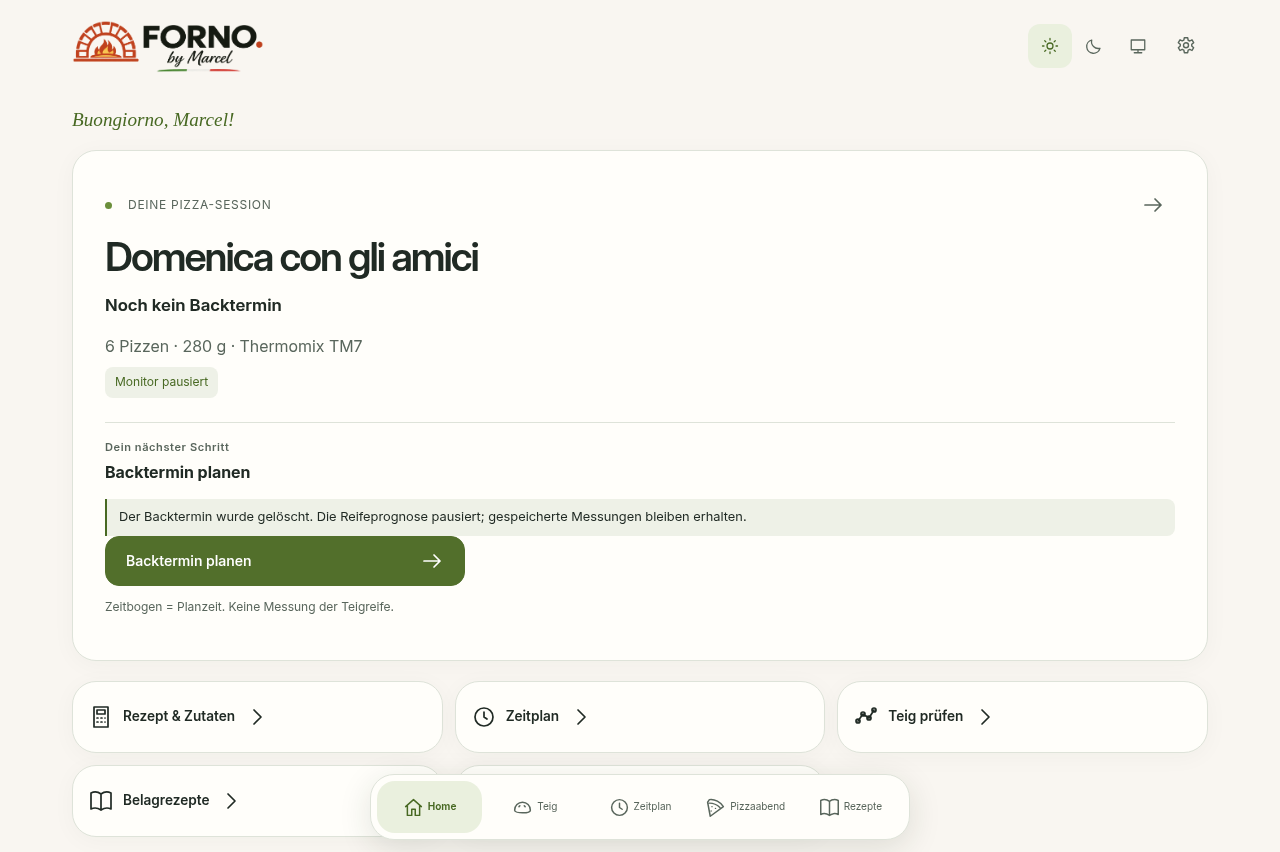 FORNO.
by Marcel
Buongiorno, Marcel!
DEINE PIZZA-SESSION
Domenica con gli amici
Noch kein Backtermin
6 Pizzen · 280 g · Thermomix TM7
Monitor pausiert
Dein nächster Schritt
Backtermin planen
Der Backtermin wurde gelöscht. Die Reifeprognose pausiert; gespeicherte Messungen bleiben erhalten.
Backtermin planen
Zeitbogen = Planzeit. Keine Messung der Teigreife.
Rezept & Zutaten
Zeitplan
Teig prüfen
Belagrezepte
Home
Teig
Zeitplan
Pizzaabend
Rezepte